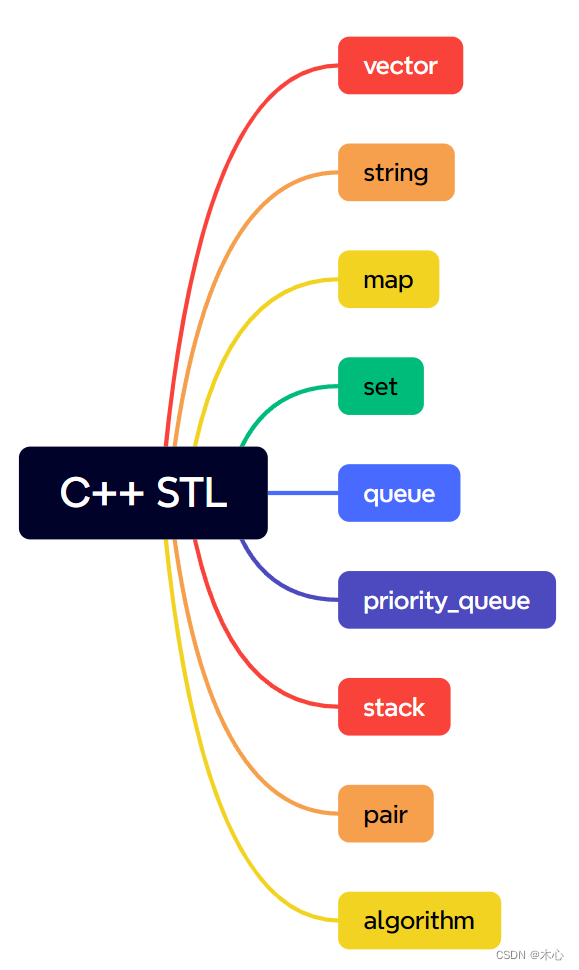 vector
string
map
set
C++ STL
queue
priority_queue
stack
pair
algorithm
CSDN @木心